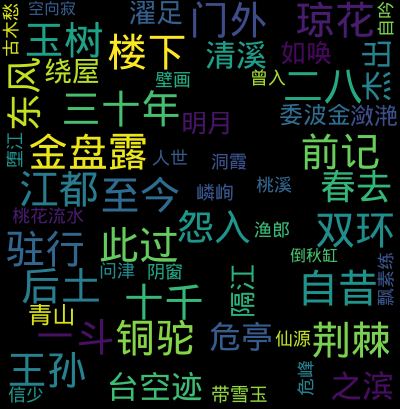 空向寂
濯足
门外
琼花
自吟
古木愁
玉树
楼下
清溪
如唤
杰出
绕屋
壁画
曾入
二八
东风
三十年
明月
委波金潋滟
堕江
金盘露
人世
洞霞
前记
江都
至今
嶙峋
桃溪
春去
桃花流水
怨入
渔郎
双环
驻行
此过
倒秋缸
飘素练
后土
问津
阴窗
隔江
自昔
十千
青山
一斗
铜驼
危亭
仙源
荆棘
王孙
台空迹
危峰
之滨
信少
带雪玉